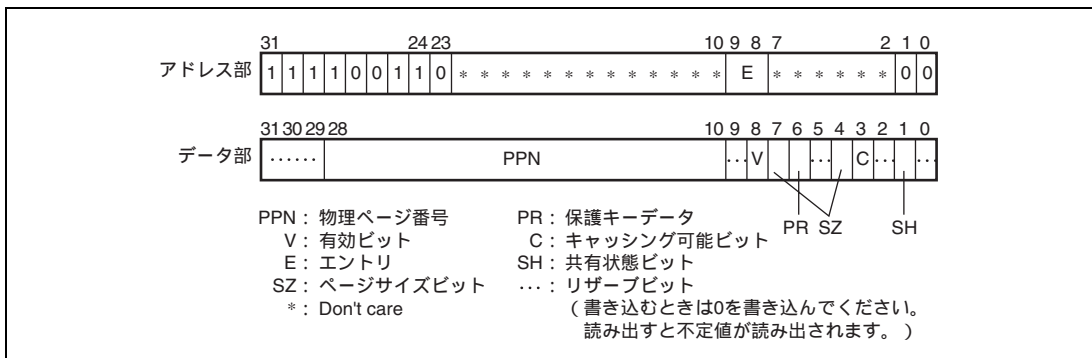 31 24 23 10 9 8 7 2 1 0
アドレス部 1 1 1 1 0 0 1 1 0 * * * * * * * * * * * * * E * * * * * * 0 0
31 30 29 28 10 9 8 7 6 5 4 3 2 1 0
データ部 ...... PPN ... V ... C ... ...
PR SZ SH
PPN : 物理ページ番号 PR : 保護キーデータ
V : 有効ビット C : キャッシング可能ビット
E : エントリ SH : 共有状態ビット
SZ : ページサイズビット ... : リザーブビット
* : Don't care (書き込むときは0を書き込んでください。
読み出すと不定値が読み出されます。)